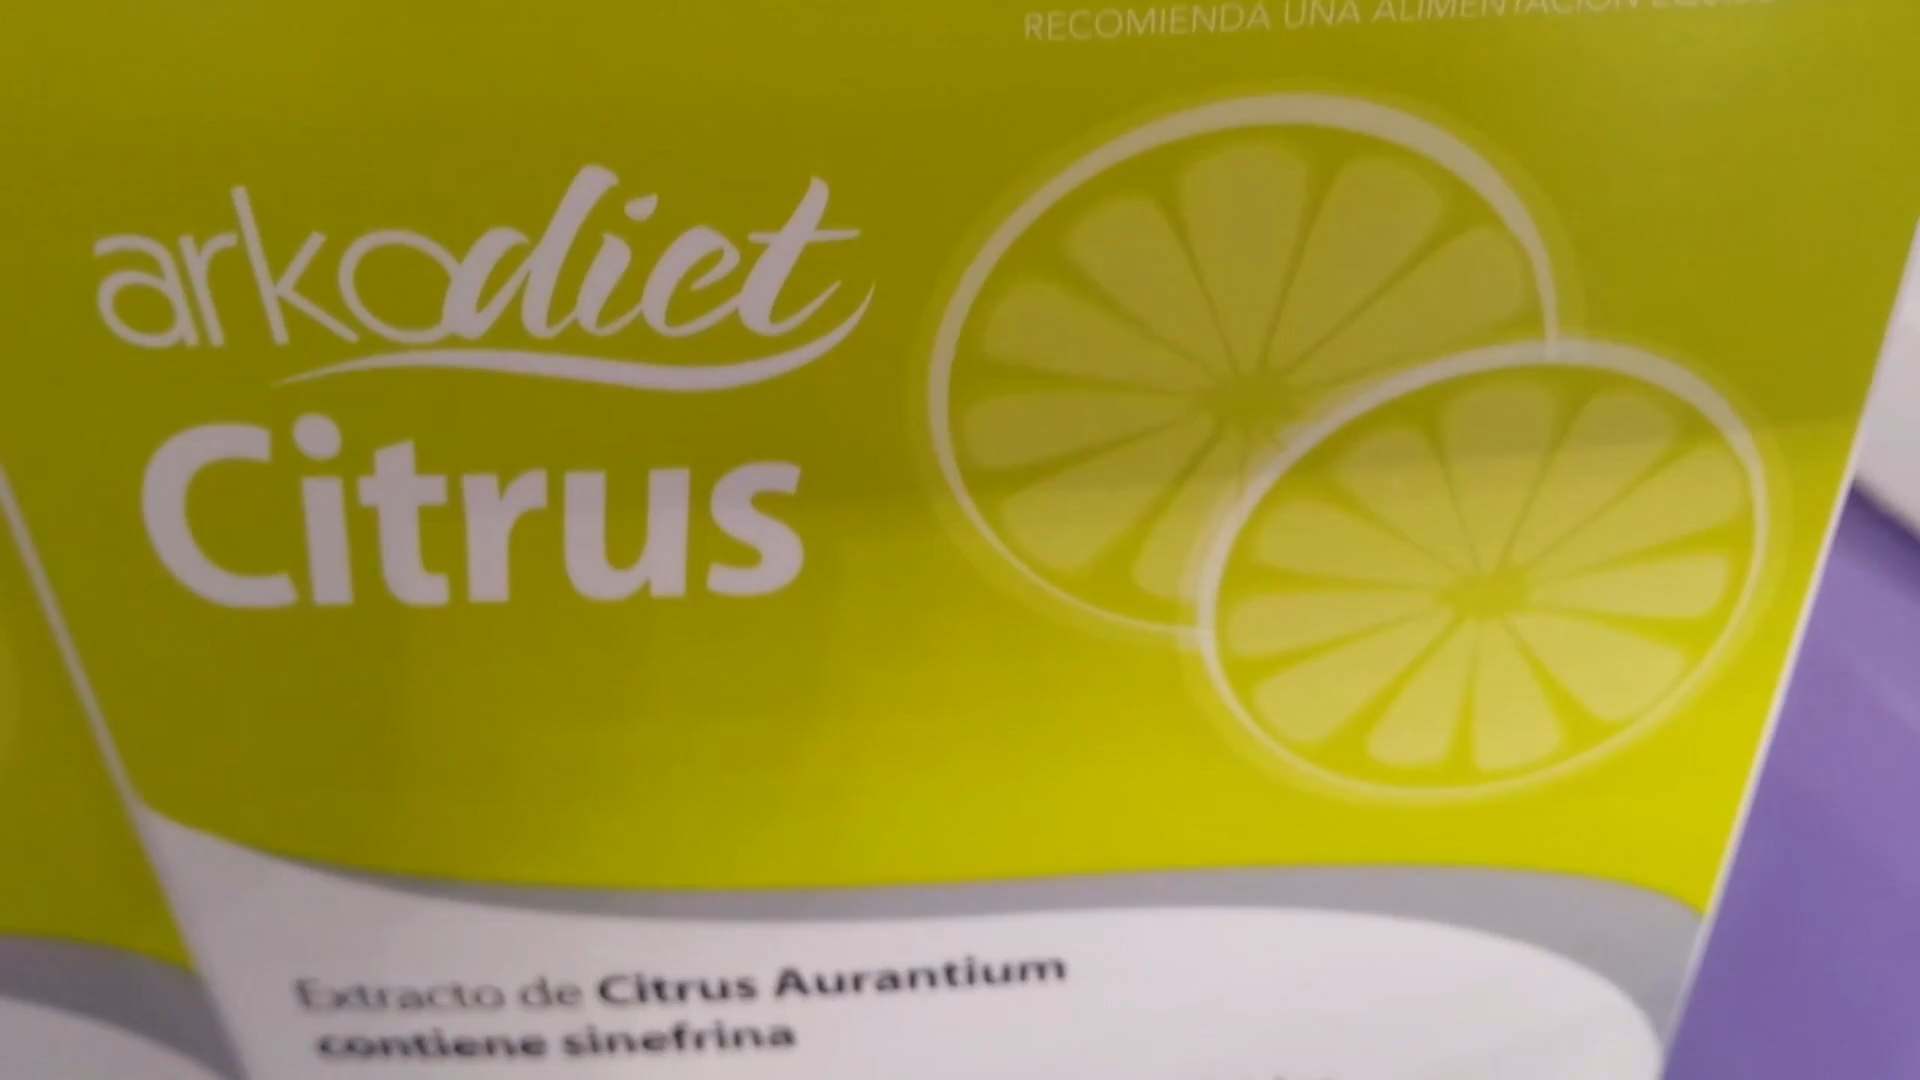 RECOMIENDA UNA ALIMENTACIÓN
arkodiet
Citrus
Extracto de Citrus Aurantium
contiene sinefrina